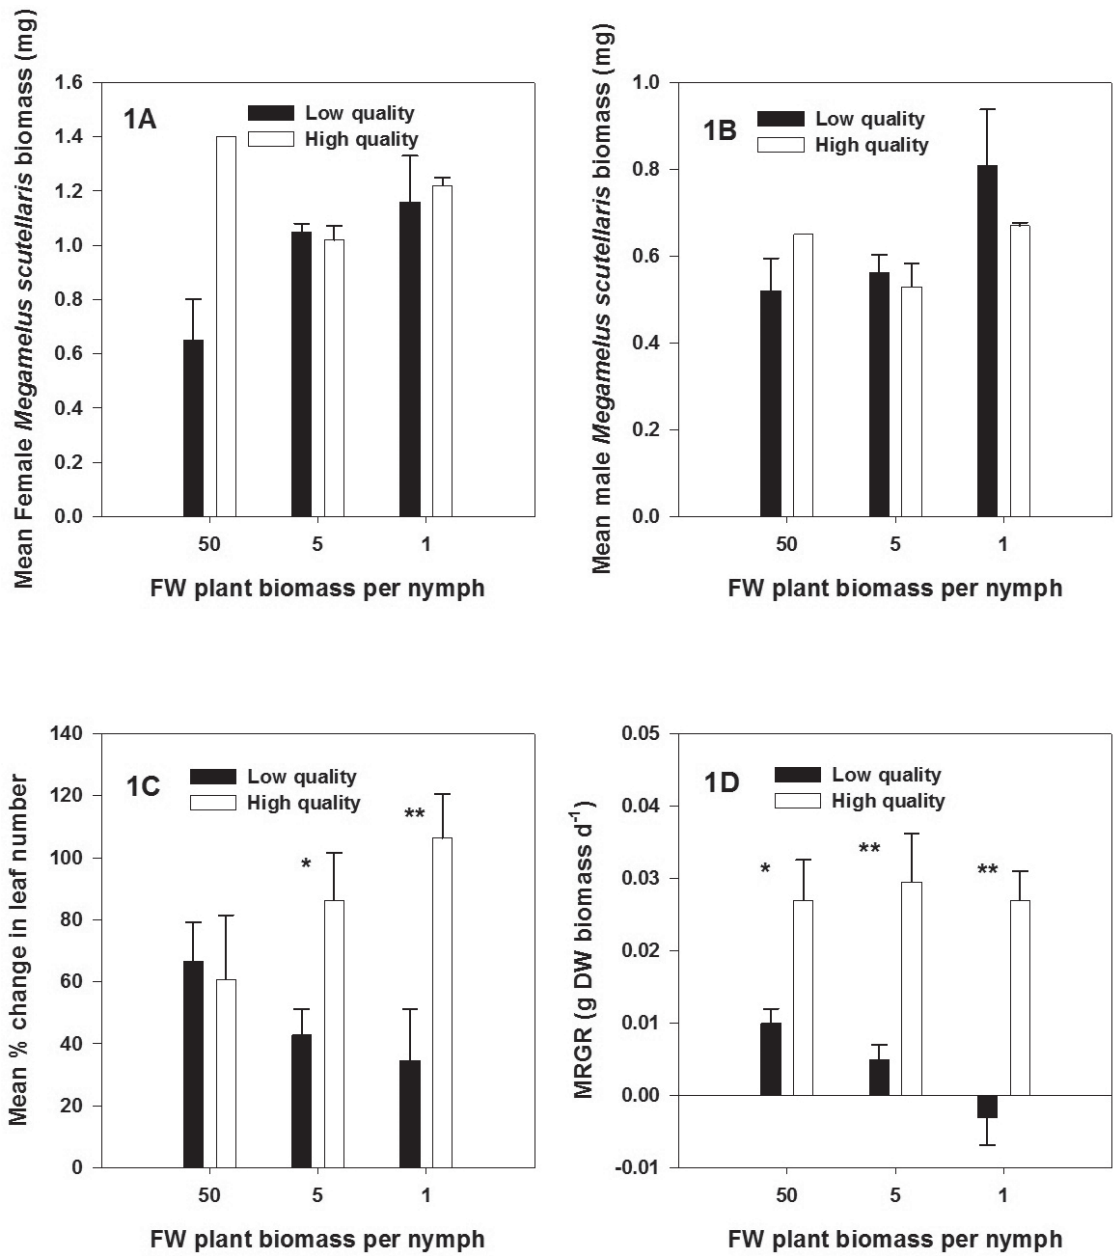 Mean Female Megamelus scutellaris biomass (mg)
1.6
1.4
1.2
1.0
0.8
0.6
0.4
0.2
0.0
1A
Low quality
High quality
50 5 1
FW plant biomass per nymph
Mean male Megamelus scutellaris biomass (mg)
1.0
0.8
0.6
0.4
0.2
0.0
1B
Low quality
High quality
50 5 1
FW plant biomass per nymph
Mean % change in leaf number
140
120
100
80
60
40
20
0
1C
Low quality
High quality
*
**
50 5 1
FW plant biomass per nymph
MRGR (g DW biomass d⁻¹)
0.05
0.04
0.03
0.02
0.01
0.00
-0.01
1D
Low quality
High quality
*
**
**
50 5 1
FW plant biomass per nymph